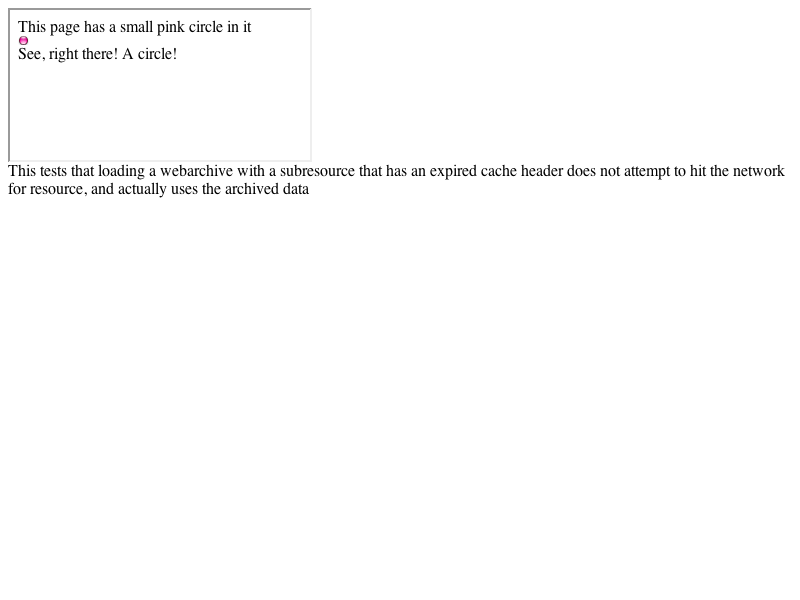 This page has a small pink circle in it
See, right there! A circle!
This tests that loading a webarchive with a subresource that has an expired cache header does not attempt to hit the network
for resource, and actually uses the archived data